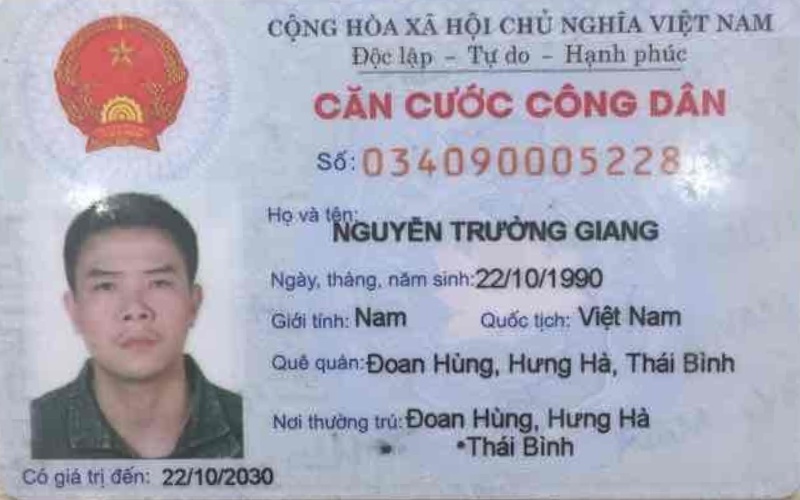 CỘNG HÒA XÃ HỘI CHỦ NGHĨA VIỆT NAM
Độc lập - Tự do - Hạnh phúc
CĂN CƯỚC CÔNG DÂN
Số: 034090005228
Họ và tên:
NGUYỄN TRƯỜNG GIANG
Ngày, tháng, năm sinh: 22/10/1990
Giới tính: Nam Quốc tịch: Việt Nam
Quê quán: Đoan Hùng, Hưng Hà, Thái Bình
Nơi thường trú: Đoan Hùng, Hưng Hà
Thái Bình
Có giá trị đến: 22/10/2030